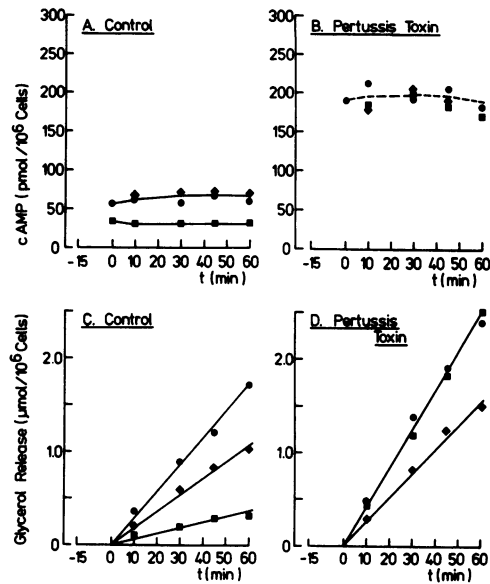 A. Control
B. Pertussis Toxin
cAMP (pmol/10⁶ Cells)
300
250
200
150
100
50
0
-15 0 10 20 30 40 50 60
t (min)
300
250
200
150
100
50
0
-15 0 10 20 30 40 50 60
t (min)
C. Control
D. Pertussis
Toxin
Glycerol Release (μmol/10⁶ Cells)
2.0
1.0
.5
0
-15 0 10 20 30 40 50 60
t (min)
2.0
1.0
.5
0
-15 0 10 20 30 40 50 60
t (min)